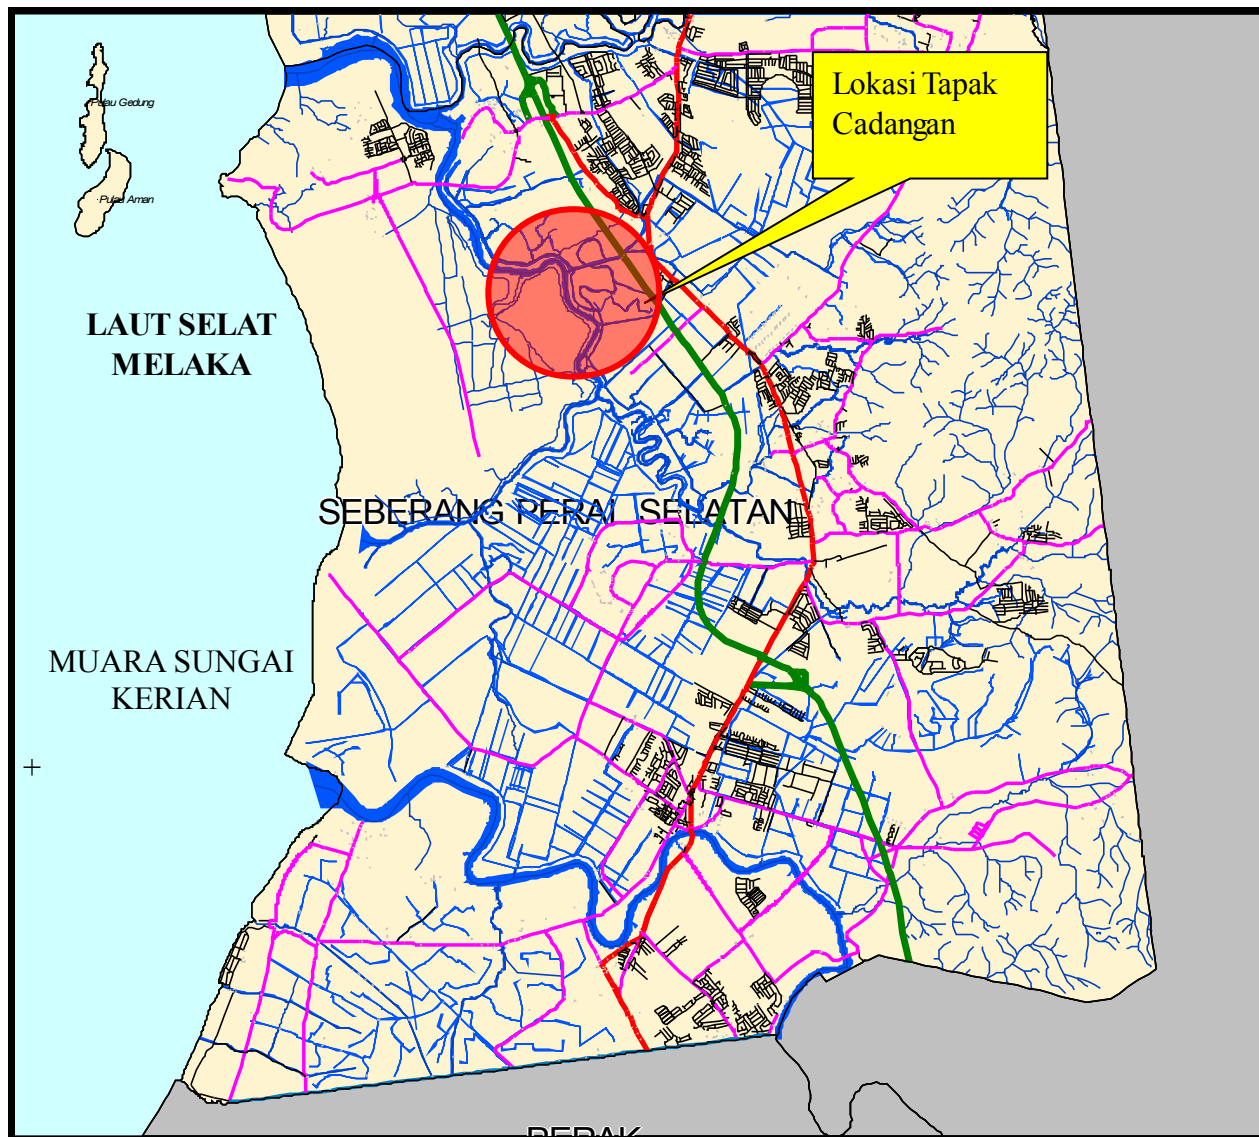 Lokasi Tapak
Cadangan
Pulau Gedung
Pulau Aman
LAUT SELAT
MELAKA
SEBERANG PERAI SELATAN
MUARA SUNGAI
KERIAN
PERAK